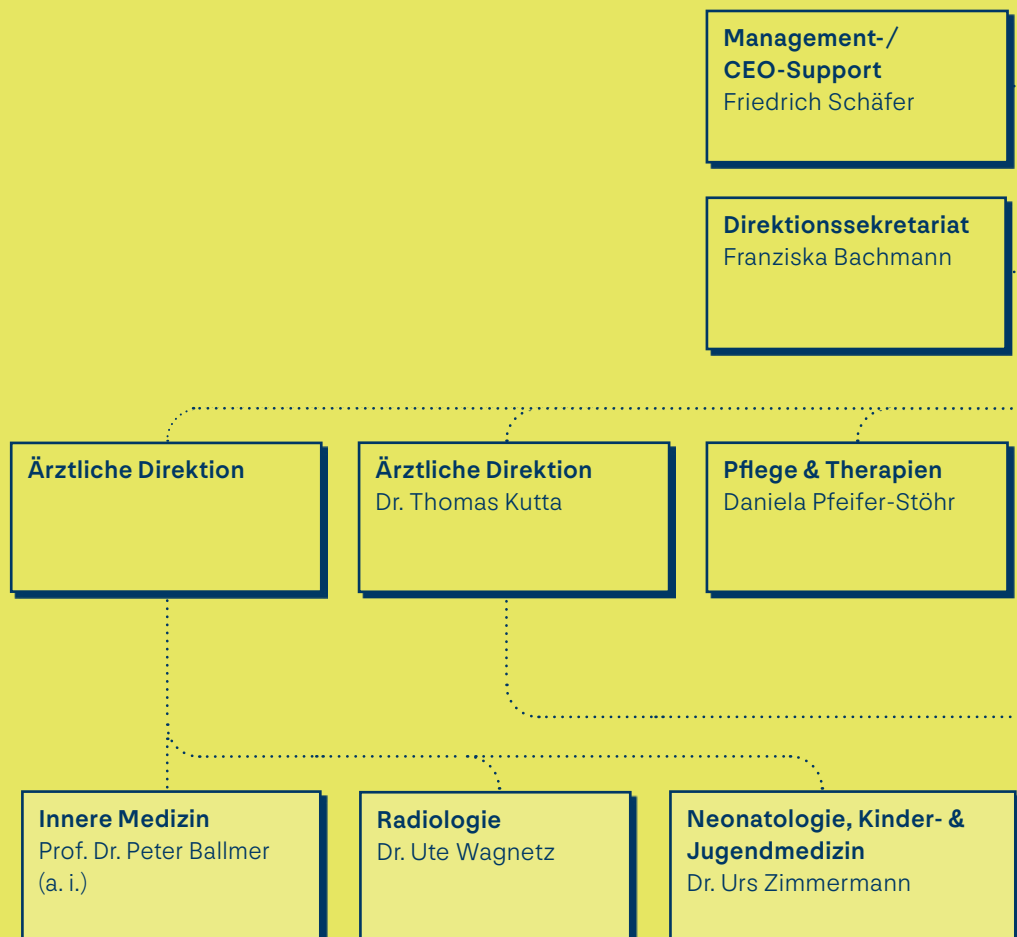 Management-/
CEO-Support
Friedrich Schäfer
Direktionssekretariat
Franziska Bachmann
Ärztliche Direktion
Ärztliche Direktion
Dr. Thomas Kutta
Pflege & Therapien
Daniela Pfeifer-Stöhr
Innere Medizin
Prof. Dr. Peter Ballmer
(a. i.)
Radiologie
Dr. Ute Wagnetz
Neonatologie, Kinder- &
Jugendmedizin
Dr. Urs Zimmermann